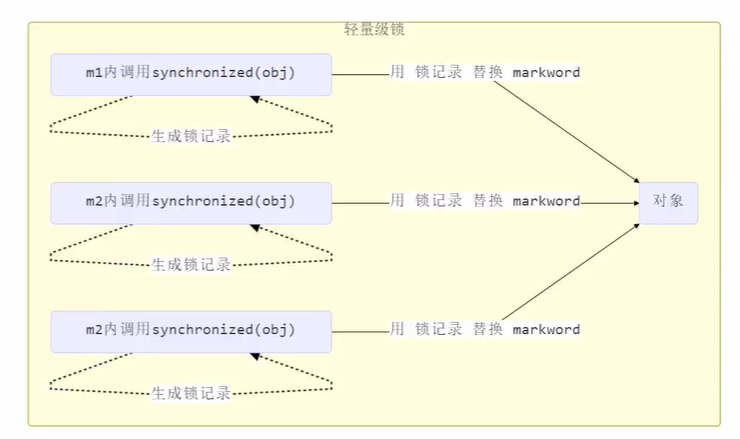 轻量级锁
m1内调用synchronized(obj)
用 锁记录 替换 markword
生成锁记录
m2内调用synchronized(obj)
用 锁记录 替换 markword
对象
生成锁记录
m2内调用synchronized(obj)
用 锁记录 替换 markword
生成锁记录